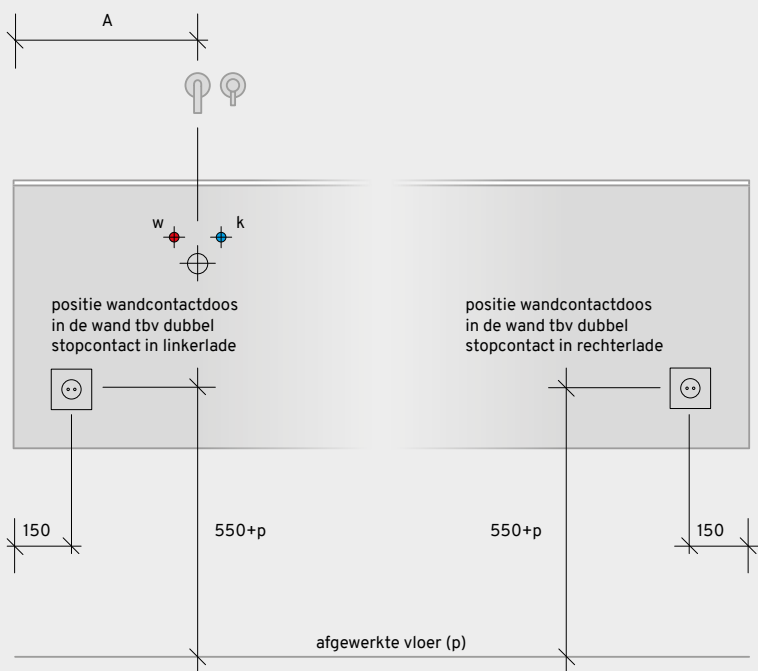 A
w
k
positie wandcontactdoos
in de wand tbv dubbel
stopcontact in linkerlade
positie wandcontactdoos
in de wand tbv dubbel
stopcontact in rechterlade
150
550+p
550+p
150
afgewerkte vloer (p)